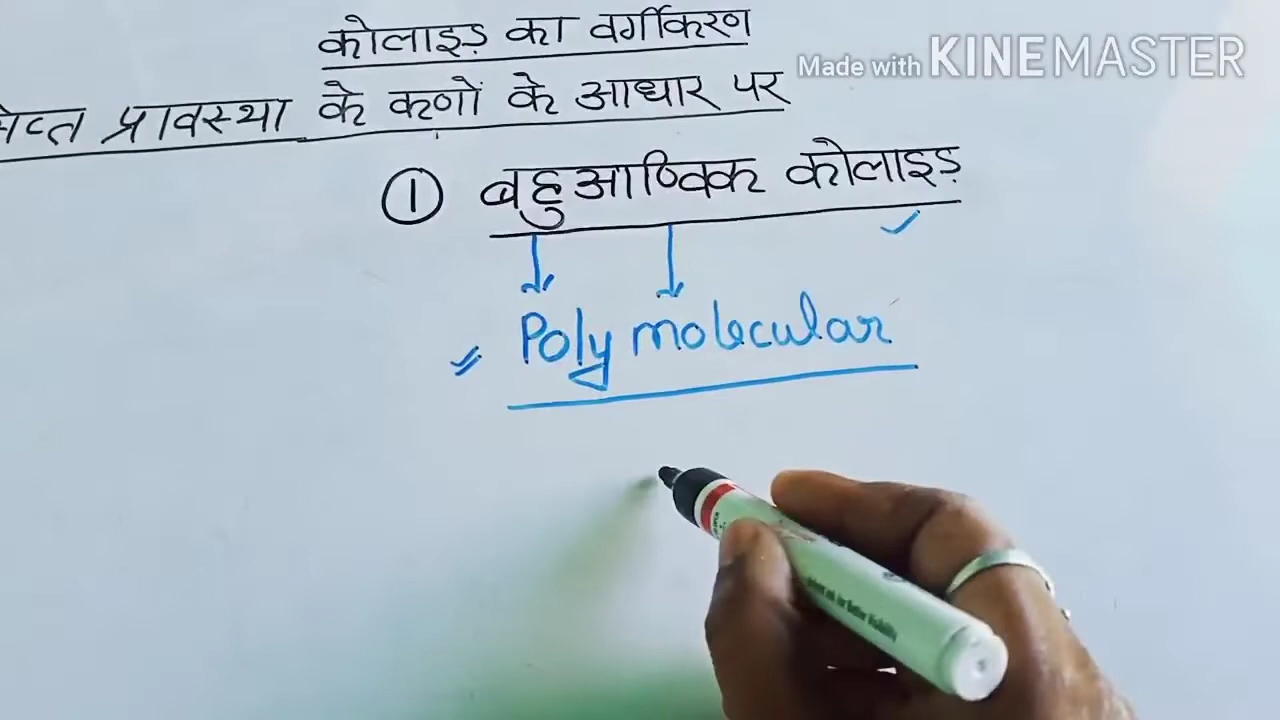 कोलाइड़ का वर्गीकरण
Made with KINEMASTER
प्रावस्था के कणों के आधार पर
① बहुआण्विक कोलाइड़
Poly molecular